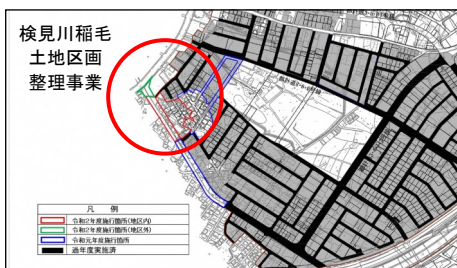 検見川稲毛
土地区画
整理事業
凡　例
令和2年度施行箇所(地区内)
令和2年度施行箇所(地区外)
令和元年度施行箇所
過年度実施済